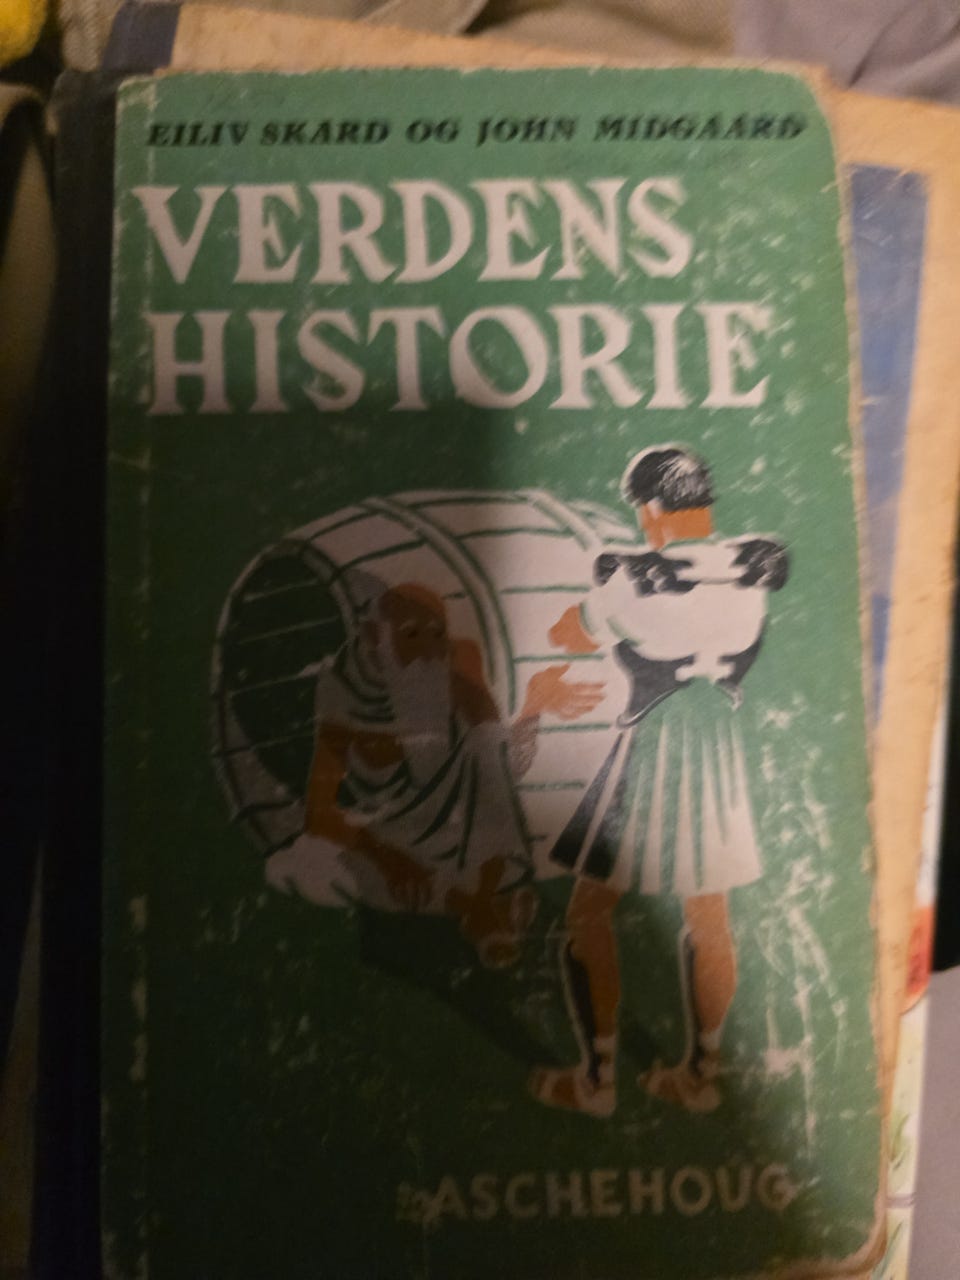 EILIV SKARD OG JOHN MIDGAARD
VERDENS
HISTORIE
ASCHEHOUG